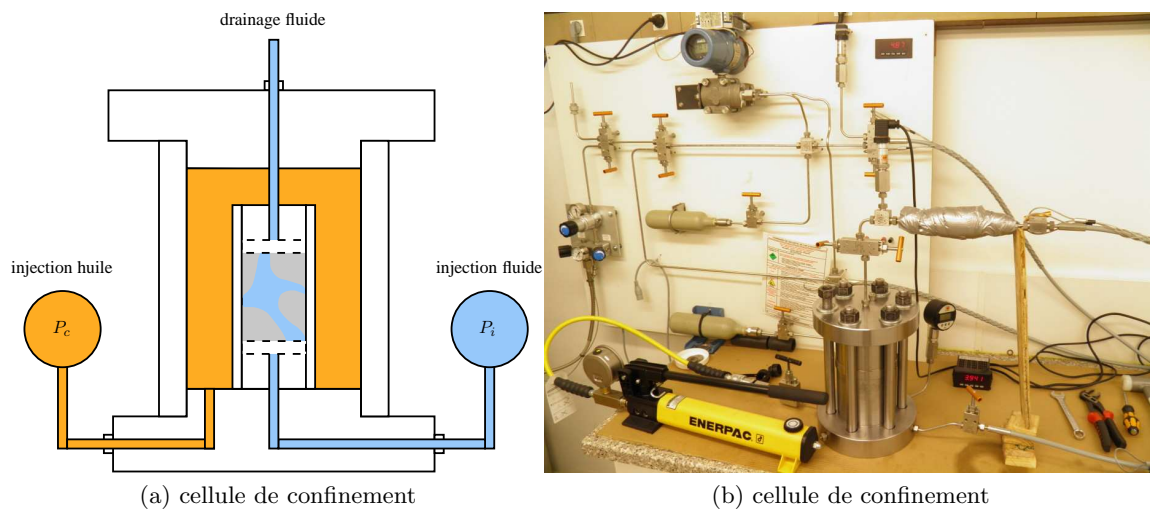 drainage fluide
injection huile
injection fluide
P_c
P_i
ENERPAC
(a) cellule de confinement
(b) cellule de confinement